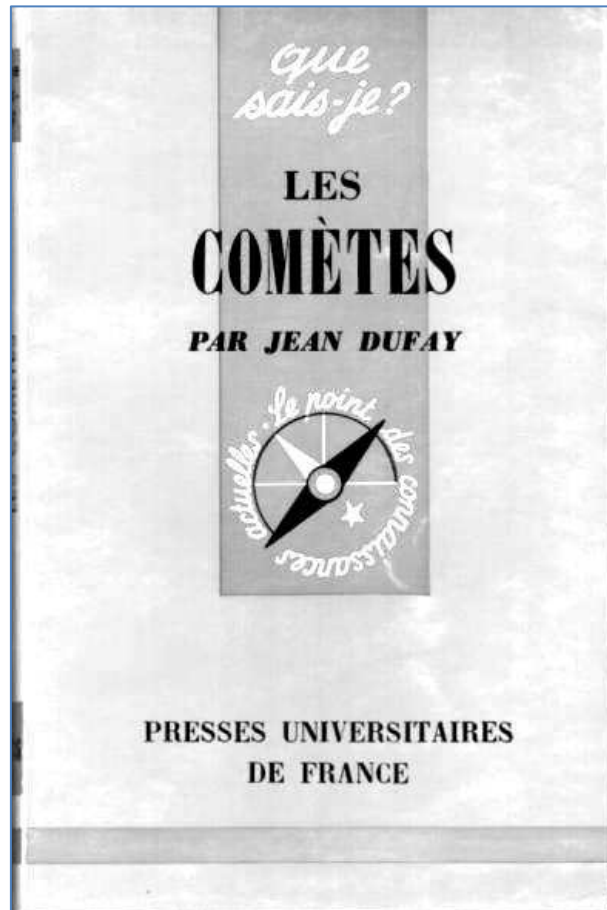 que
sais-je?
LES
COMÈTES
PAR JEAN DUFAY
Le point des connaissances actuelles
PRESSES UNIVERSITAIRES
DE FRANCE